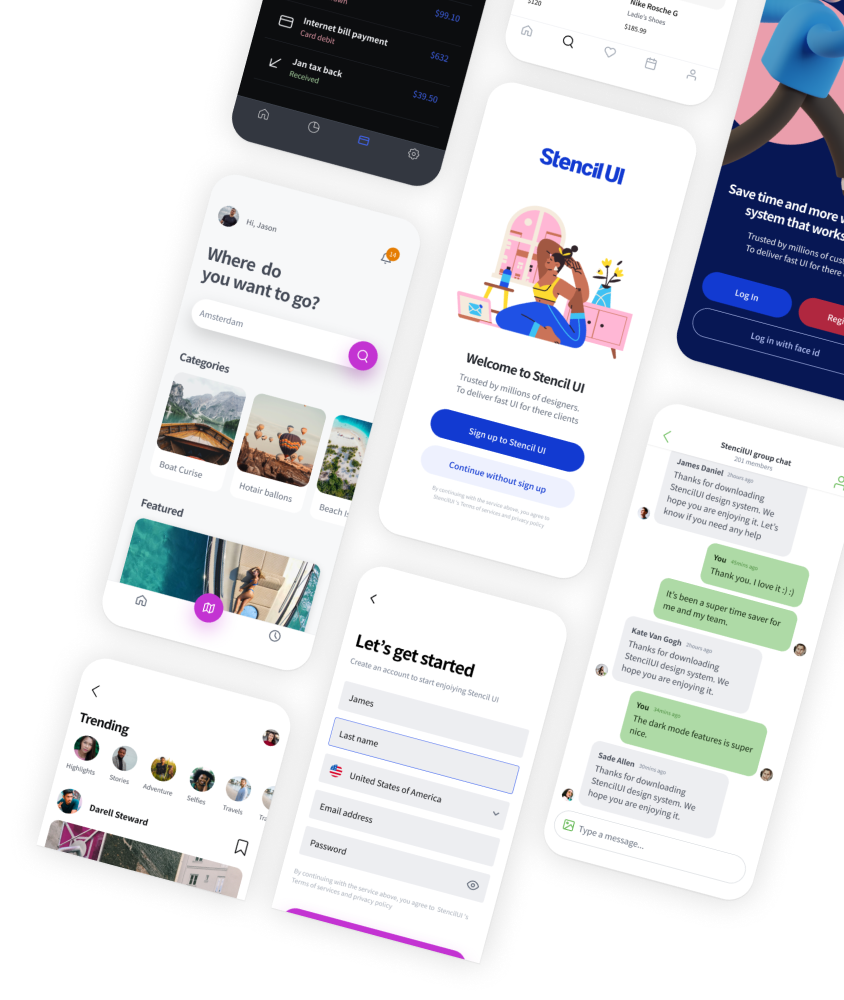 $99.10
Internet bill payment
Card debit
$632
Jan tax back
Received
$39.50
$120
Nike Rosche G
Ladie's Shoes
$185.99
Stencil UI
Welcome to Stencil UI
Trusted by millions of designers.
To deliver fast UI for there clients
Sign up to Stencil UI
Continue without sign up
By continuing with the service above, you agree to
StencilUI 's Terms of services and privacy policy
Save time and more w
system that works
Trusted by millions of cus
To deliver fast UI for there
Log In
Regi
Log in with face id
Hi, Jason
14
Where do
you want to go?
Amsterdam
Categories
Boat Curise
Hotair ballons
Beach Is
Featured
StencilUI group chat
201 members
James Daniel 2hours ago
Thanks for downloading
StencilUI design system. We
hope you are enjoying it. Let's
know if you need any help
You 45mins ago
Thank you. I love it :) :)
It's been a super time saver for
me and my team.
Kate Van Gogh 2hours ago
Thanks for downloading
StencilUI design system. We
hope you are enjoying it.
You 34mins ago
The dark mode features is super
nice.
Sade Allen 30mins ago
Thanks for downloading
StencilUI design system. We
hope you are enjoying it.
Type a message...
Let's get started
Create an account to start enjoiying Stencil UI
James
Last name
United States of America
Email address
Password
By continuing with the service above, you agree to StencilUI 's
Terms of services and privacy policy
Trending
Highlights
Stories
Adventure
Selfies
Travels
Tra
Darell Steward